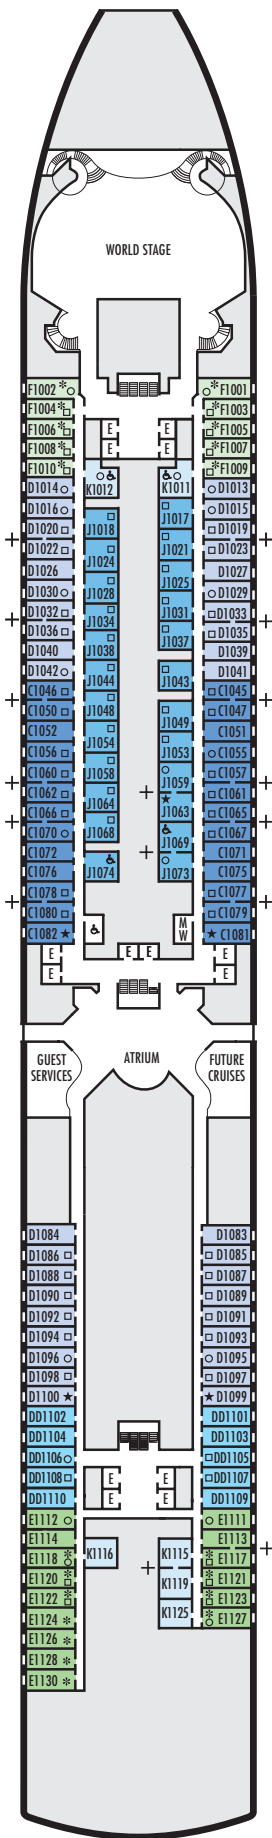 WORLD STAGE
F1002 F1001
F1004 E F1003
F1006 E E F1005
F1008 E E F1007
F1010 E F1009
K1012 K1011
D1014 D1013
D1016 J1017 D1015
D1020 J1018 D1019
D1022 J1021 D1023
D1026 J1024 J1025 D1027
D1030 J1028 D1029
D1032 J1034 J1031 D1033
D1036 J1037 D1035
D1040 J1038 D1039
D1042 J1044 J1043 D1041
C1046 C1045
C1050 J1048 J1049 C1047
C1052 J1054 C1051
C1056 J1053 C1055
C1060 J1058 J1059 C1057
C1062 J1064 J1063 C1061
C1066 C1065
C1070 J1068 J1069 C1067
C1072 C1071
C1076 J1074 J1073 C1075
C1078 C1077
C1080 M C1079
C1082 W C1081
E E E E
E E
GUEST
SERVICES
ATRIUM
FUTURE
CRUISES
D1084 D1083
D1086 D1085
D1088 D1087
D1090 D1089
D1092 D1091
D1094 D1093
D1096 D1095
D1098 D1097
D1100 D1099
DD1102 DD1101
DD1104 DD1103
DD1106 DD1105
DD1108 E E DD1107
DD1110 E E DD1109
E1112 E1111
E1114 E1113
E1118 K1116 K1115 E1117
E1120 K1119 E1121
E1122 E1123
E1124 K1125 E1127
E1126
E1128
E1130